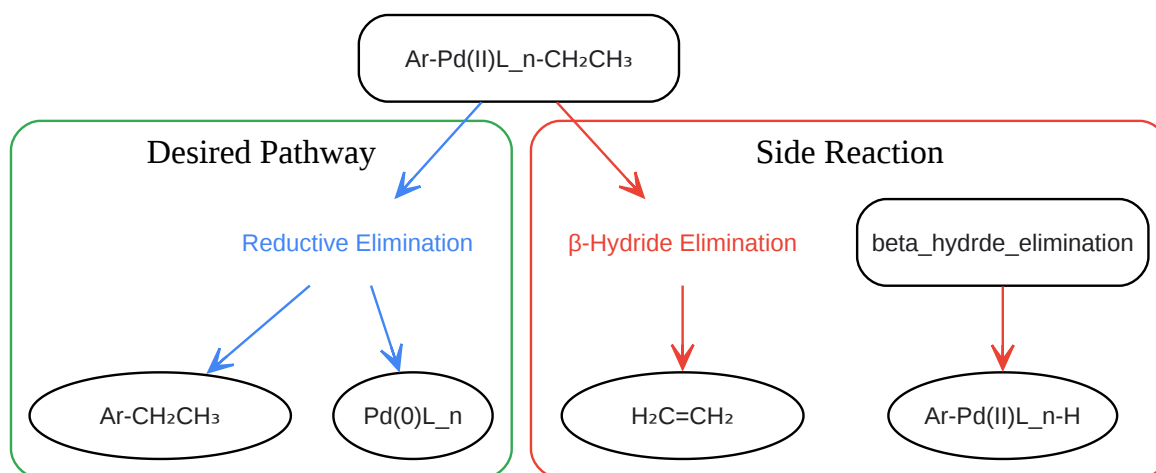 Ar-Pd(II)L_n-CH₂CH₃
Desired Pathway
Side Reaction
Reductive Elimination
β-Hydride Elimination
beta_hydrde_elimination
Ar-CH₂CH₃
Pd(0)L_n
H₂C=CH₂
Ar-Pd(II)L_n-H